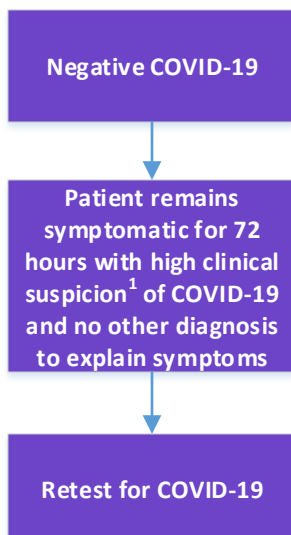 Negative COVID-19
Patient remains
symptomatic for 72
hours with high clinical
suspicion¹ of COVID-19
and no other diagnosis
to explain symptoms
Retest for COVID-19